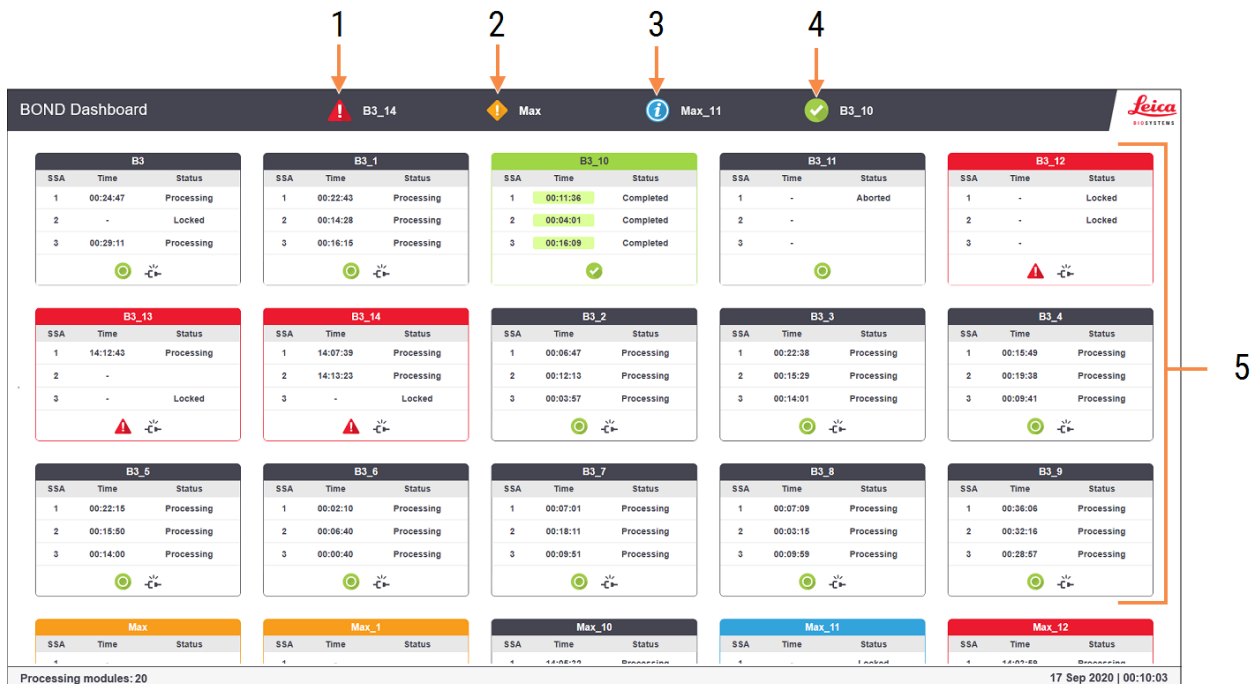 1 2 3 4
BOND Dashboard B3_14 Max Max_11 B3_10 Leica
BIOSYSTEMS
B3 B3_1 B3_10 B3_11 B3_12
SSA Time Status SSA Time Status SSA Time Status SSA Time Status SSA Time Status
1 00:24:47 Processing 1 00:22:43 Processing 1 00:11:36 Completed 1 - Aborted 1 - Locked
2 - Locked 2 00:14:28 Processing 2 00:04:01 Completed 2 - 2 - Locked
3 00:29:11 Processing 3 00:16:15 Processing 3 00:16:09 Completed 3 - 3 -
B3_13 B3_14 B3_2 B3_3 B3_4
SSA Time Status SSA Time Status SSA Time Status SSA Time Status SSA Time Status
1 14:12:43 Processing 1 14:07:39 Processing 1 00:06:47 Processing 1 00:22:38 Processing 1 00:15:49 Processing
2 - 2 14:13:23 Processing 2 00:12:13 Processing 2 00:15:29 Processing 2 00:19:38 Processing
5
3 - Locked 3 - Locked 3 00:03:57 Processing 3 00:14:01 Processing 3 00:09:41 Processing
B3_5 B3_6 B3_7 B3_8 B3_9
SSA Time Status SSA Time Status SSA Time Status SSA Time Status SSA Time Status
1 00:22:15 Processing 1 00:02:10 Processing 1 00:07:01 Processing 1 00:07:09 Processing 1 00:36:06 Processing
2 00:15:50 Processing 2 00:06:40 Processing 2 00:18:11 Processing 2 00:03:15 Processing 2 00:32:16 Processing
3 00:14:00 Processing 3 00:00:40 Processing 3 00:09:51 Processing 3 00:09:59 Processing 3 00:28:57 Processing
Max Max_1 Max_10 Max_11 Max_12
SSA Time Status SSA Time Status SSA Time Status SSA Time Status SSA Time Status
1 - 1 - 1 Processing 1 - Locked 1 Processing
Processing modules: 20 17 Sep 2020 | 00:10:03